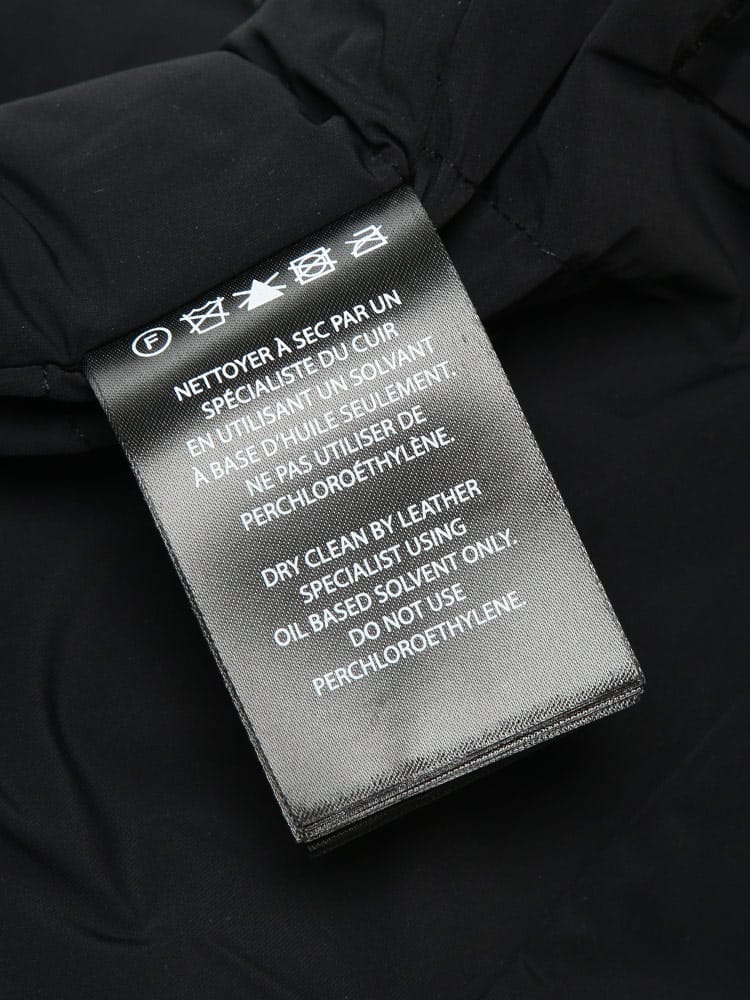 F
NETTOYER À SEC PAR UN
SPÉCIALISTE DU CUIR
EN UTILISANT UN SOLVANT
À BASE D'HUILE SEULEMENT.
NE PAS UTILISER DE
PERCHLOROÉTHYLÈNE.
DRY CLEAN BY LEATHER
SPECIALIST USING
OIL BASED SOLVENT ONLY.
DO NOT USE
PERCHLOROETHYLENE.